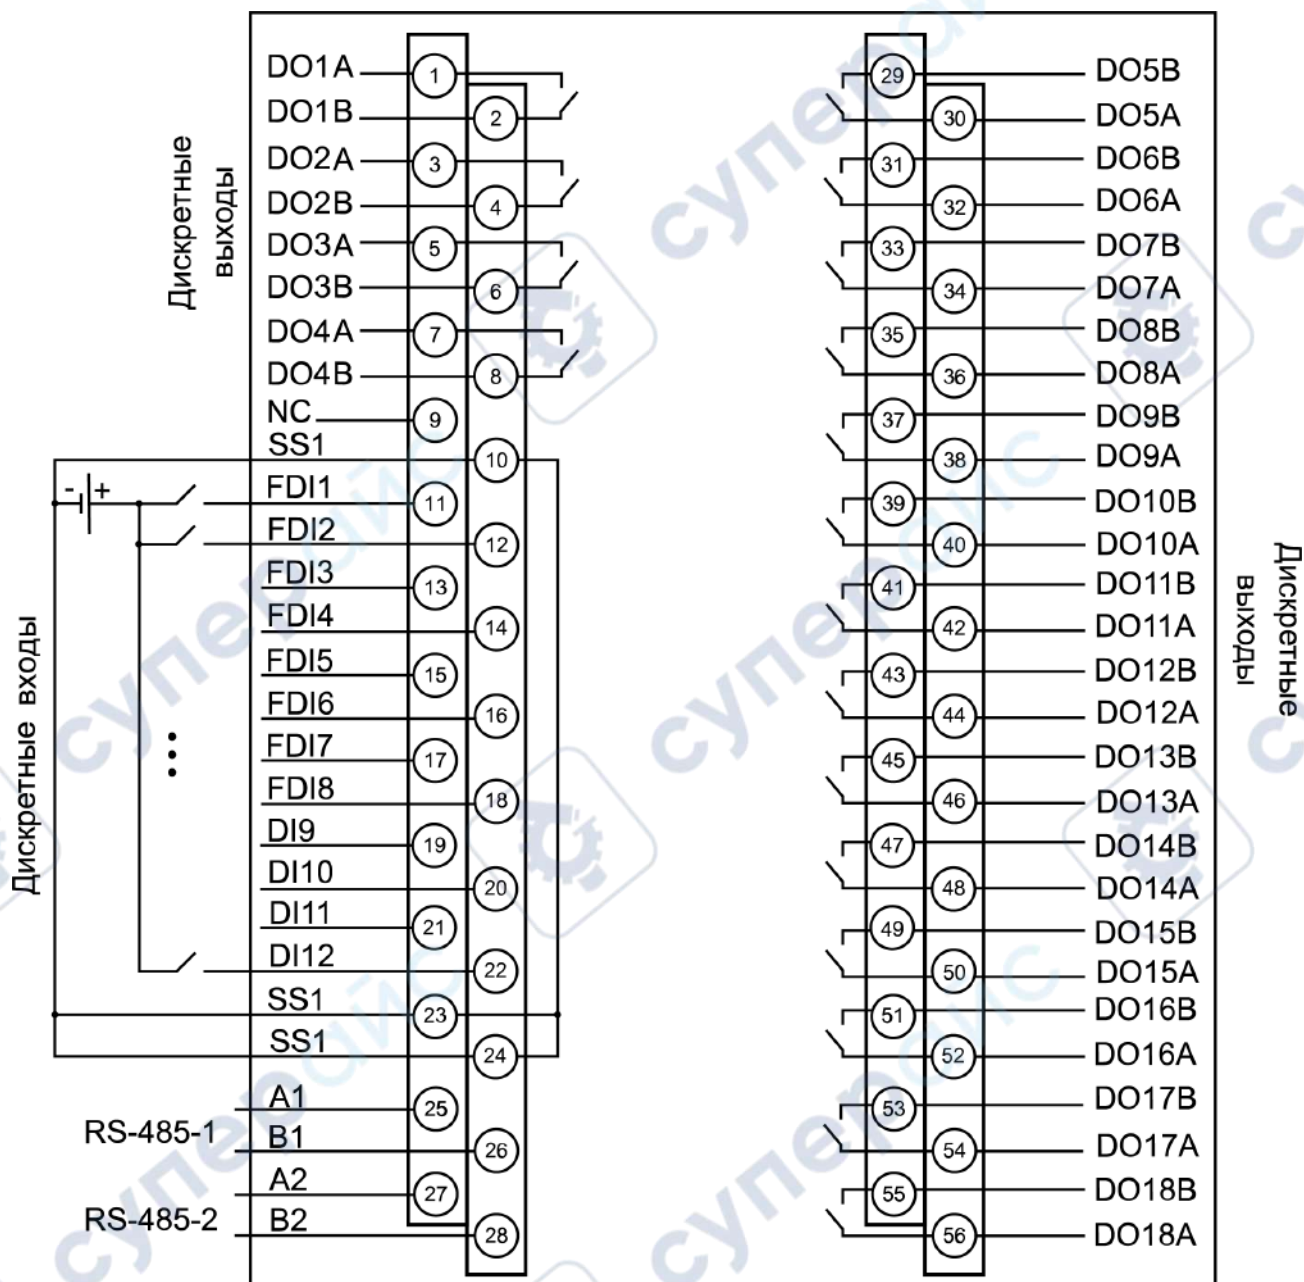 Дискретные
выходы
DO1A 1
DO1B 2
DO2A 3
DO2B 4
DO3A 5
DO3B 6
DO4A 7
DO4B 8
NC 9
SS1 10
- +
FDI1 11
FDI2 12
FDI3 13
FDI4 14
FDI5 15
FDI6 16
FDI7 17
FDI8 18
DI9 19
DI10 20
DI11 21
DI12 22
SS1 23
SS1 24
Дискретные входы
RS-485-1
A1 25
B1 26
RS-485-2
A2 27
B2 28
29 DO5B
30 DO5A
31 DO6B
32 DO6A
33 DO7B
34 DO7A
35 DO8B
36 DO8A
37 DO9B
38 DO9A
39 DO10B
40 DO10A
41 DO11B
42 DO11A
43 DO12B
44 DO12A
45 DO13B
46 DO13A
47 DO14B
48 DO14A
49 DO15B
50 DO15A
51 DO16B
52 DO16A
53 DO17B
54 DO17A
55 DO18B
56 DO18A
Дискретные
выходы
суперайс
суперайс
суперайс
суперайс
суперайс